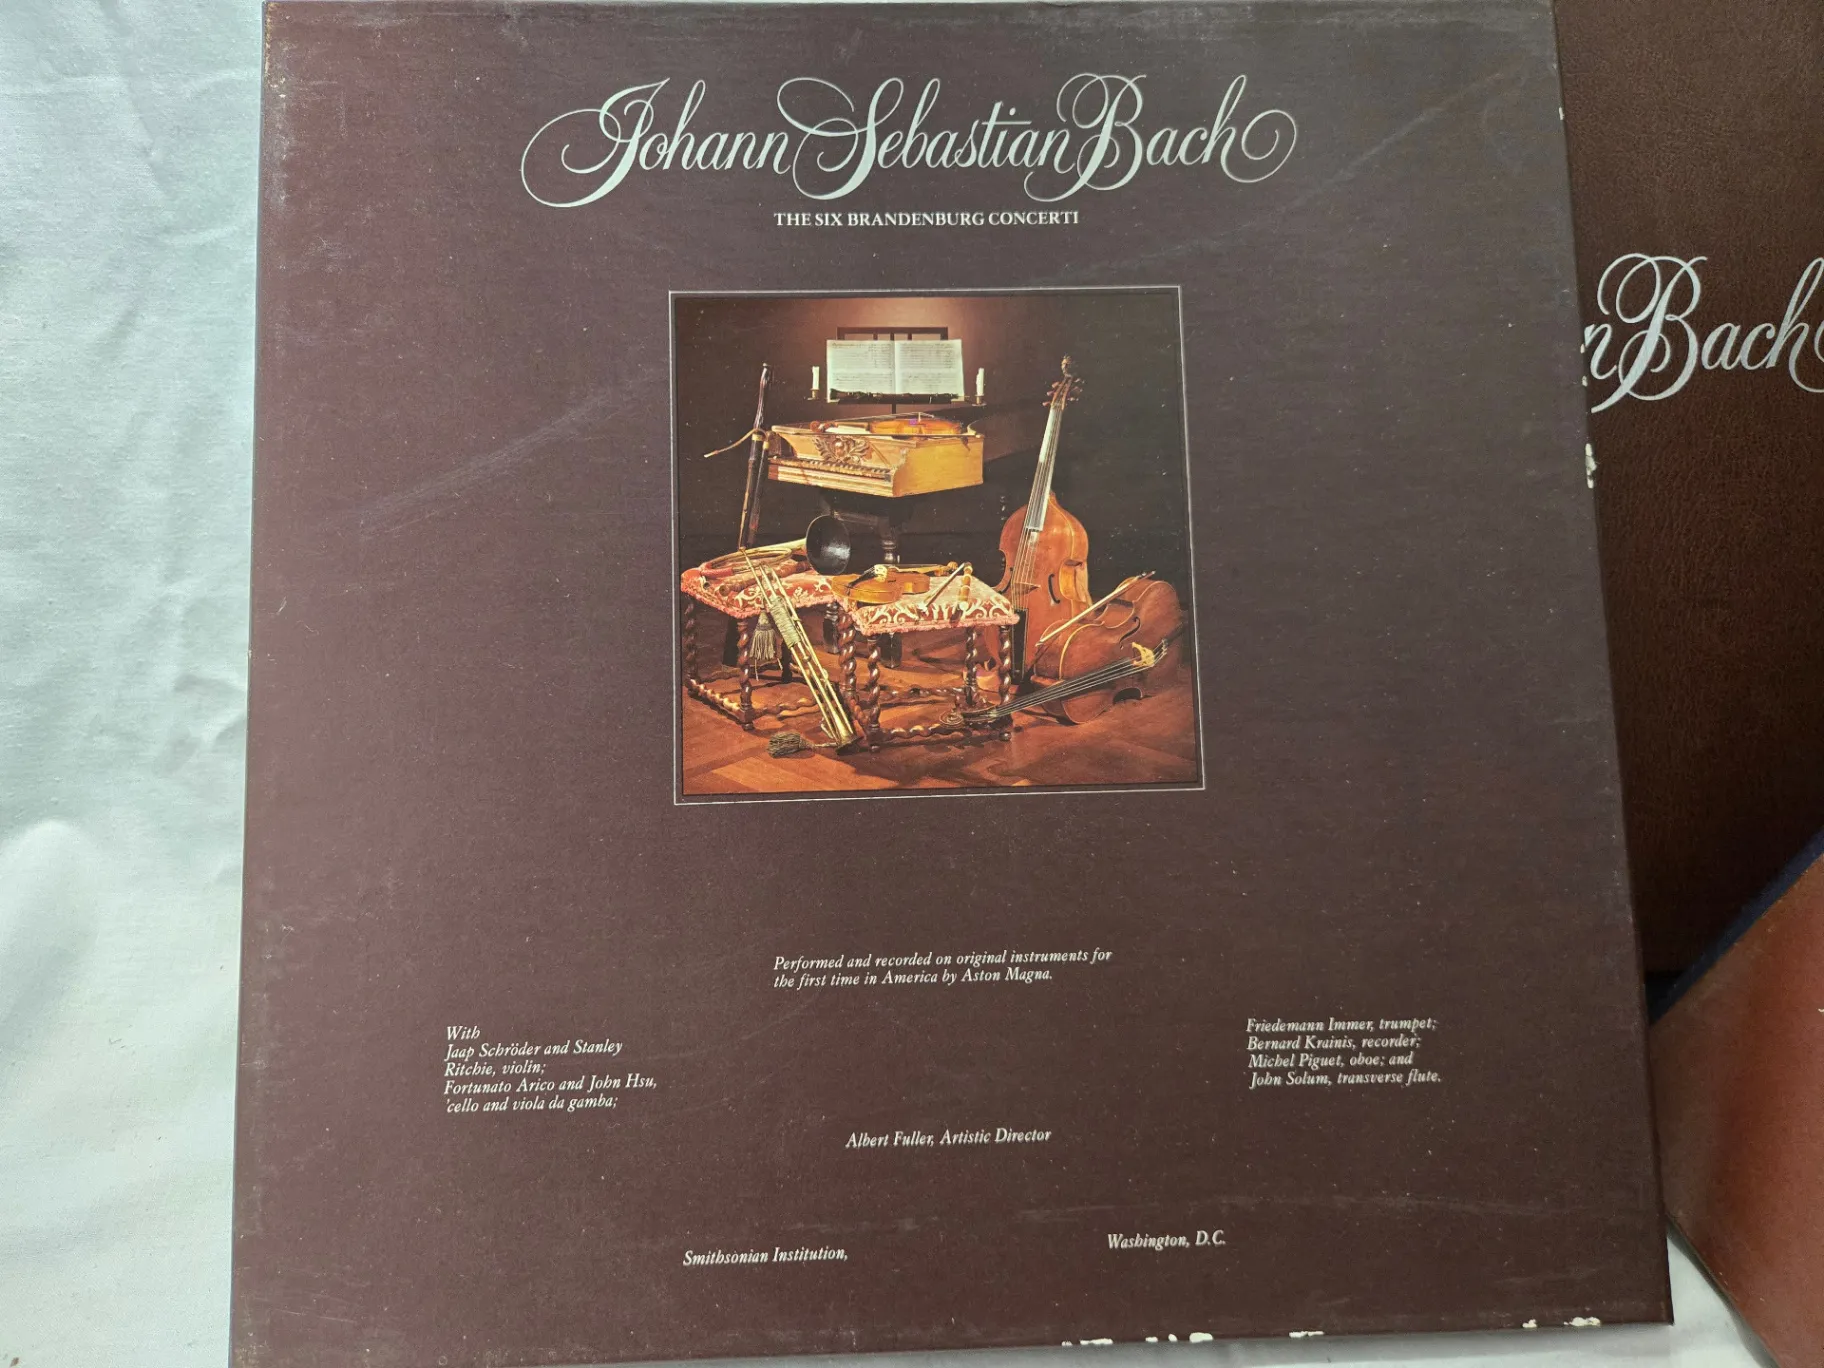 Johann Sebastian Bach
THE SIX BRANDENBURG CONCERTI
Performed and recorded on original instruments for
the first time in America by Aston Magna.
With
Jaap Schröder and Stanley
Ritchie, violin;
Fortunato Arico and John Hsu,
'cello and viola da gamba;
Friedemann Immer, trumpet;
Bernard Krainis, recorder;
Michel Piguet, oboe; and
John Solum, transverse flute.
Albert Fuller, Artistic Director
Smithsonian Institution,
Washington, D.C.
n Bach